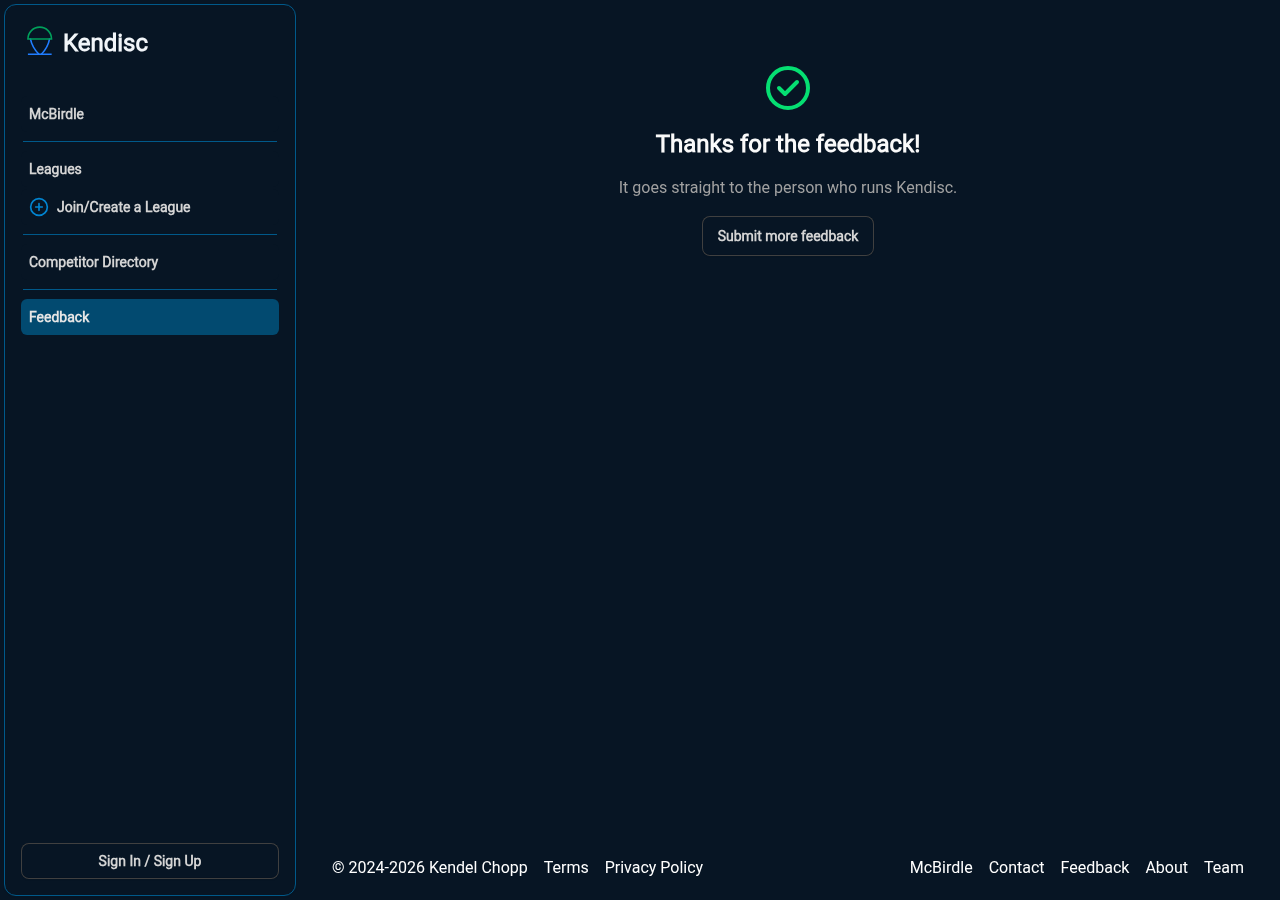 Kendisc
McBirdle
Leagues
Join/Create a League
Competitor Directory
Feedback
Sign In / Sign Up
Thanks for the feedback!
It goes straight to the person who runs Kendisc.
Submit more feedback
© 2024-2026 Kendel Chopp Terms Privacy Policy McBirdle Contact Feedback About Team